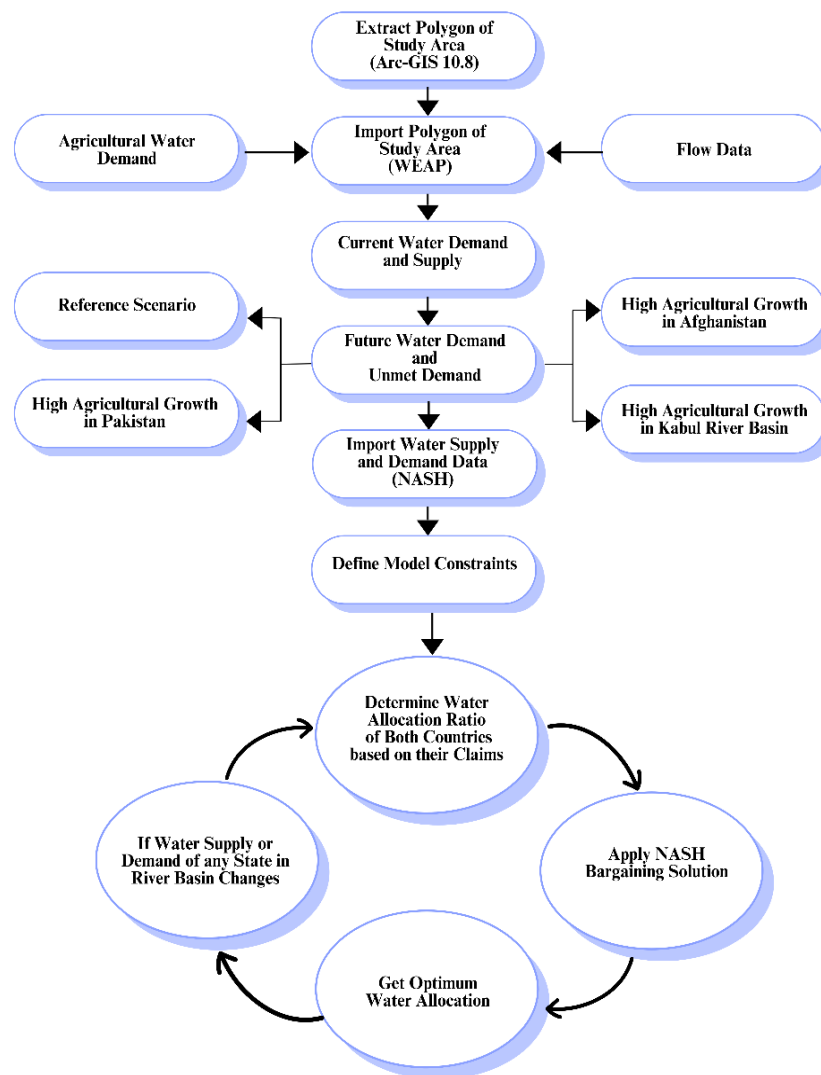 Extract Polygon of
Study Area
(Arc-GIS 10.8)
Agricultural Water
Demand
Import Polygon of
Study Area
(WEAP)
Flow Data
Current Water Demand
and Supply
Reference Scenario
High Agricultural Growth
in Afghanistan
Future Water Demand
and
Unmet Demand
High Agricultural Growth
in Pakistan
High Agricultural Growth
in Kabul River Basin
Import Water Supply
and Demand Data
(NASH)
Define Model Constraints
Determine Water
Allocation Ratio
of Both Countries
based on their Claims
If Water Supply or
Demand of any State in
River Basin Changes
Apply NASH
Bargaining Solution
Get Optimum
Water Allocation